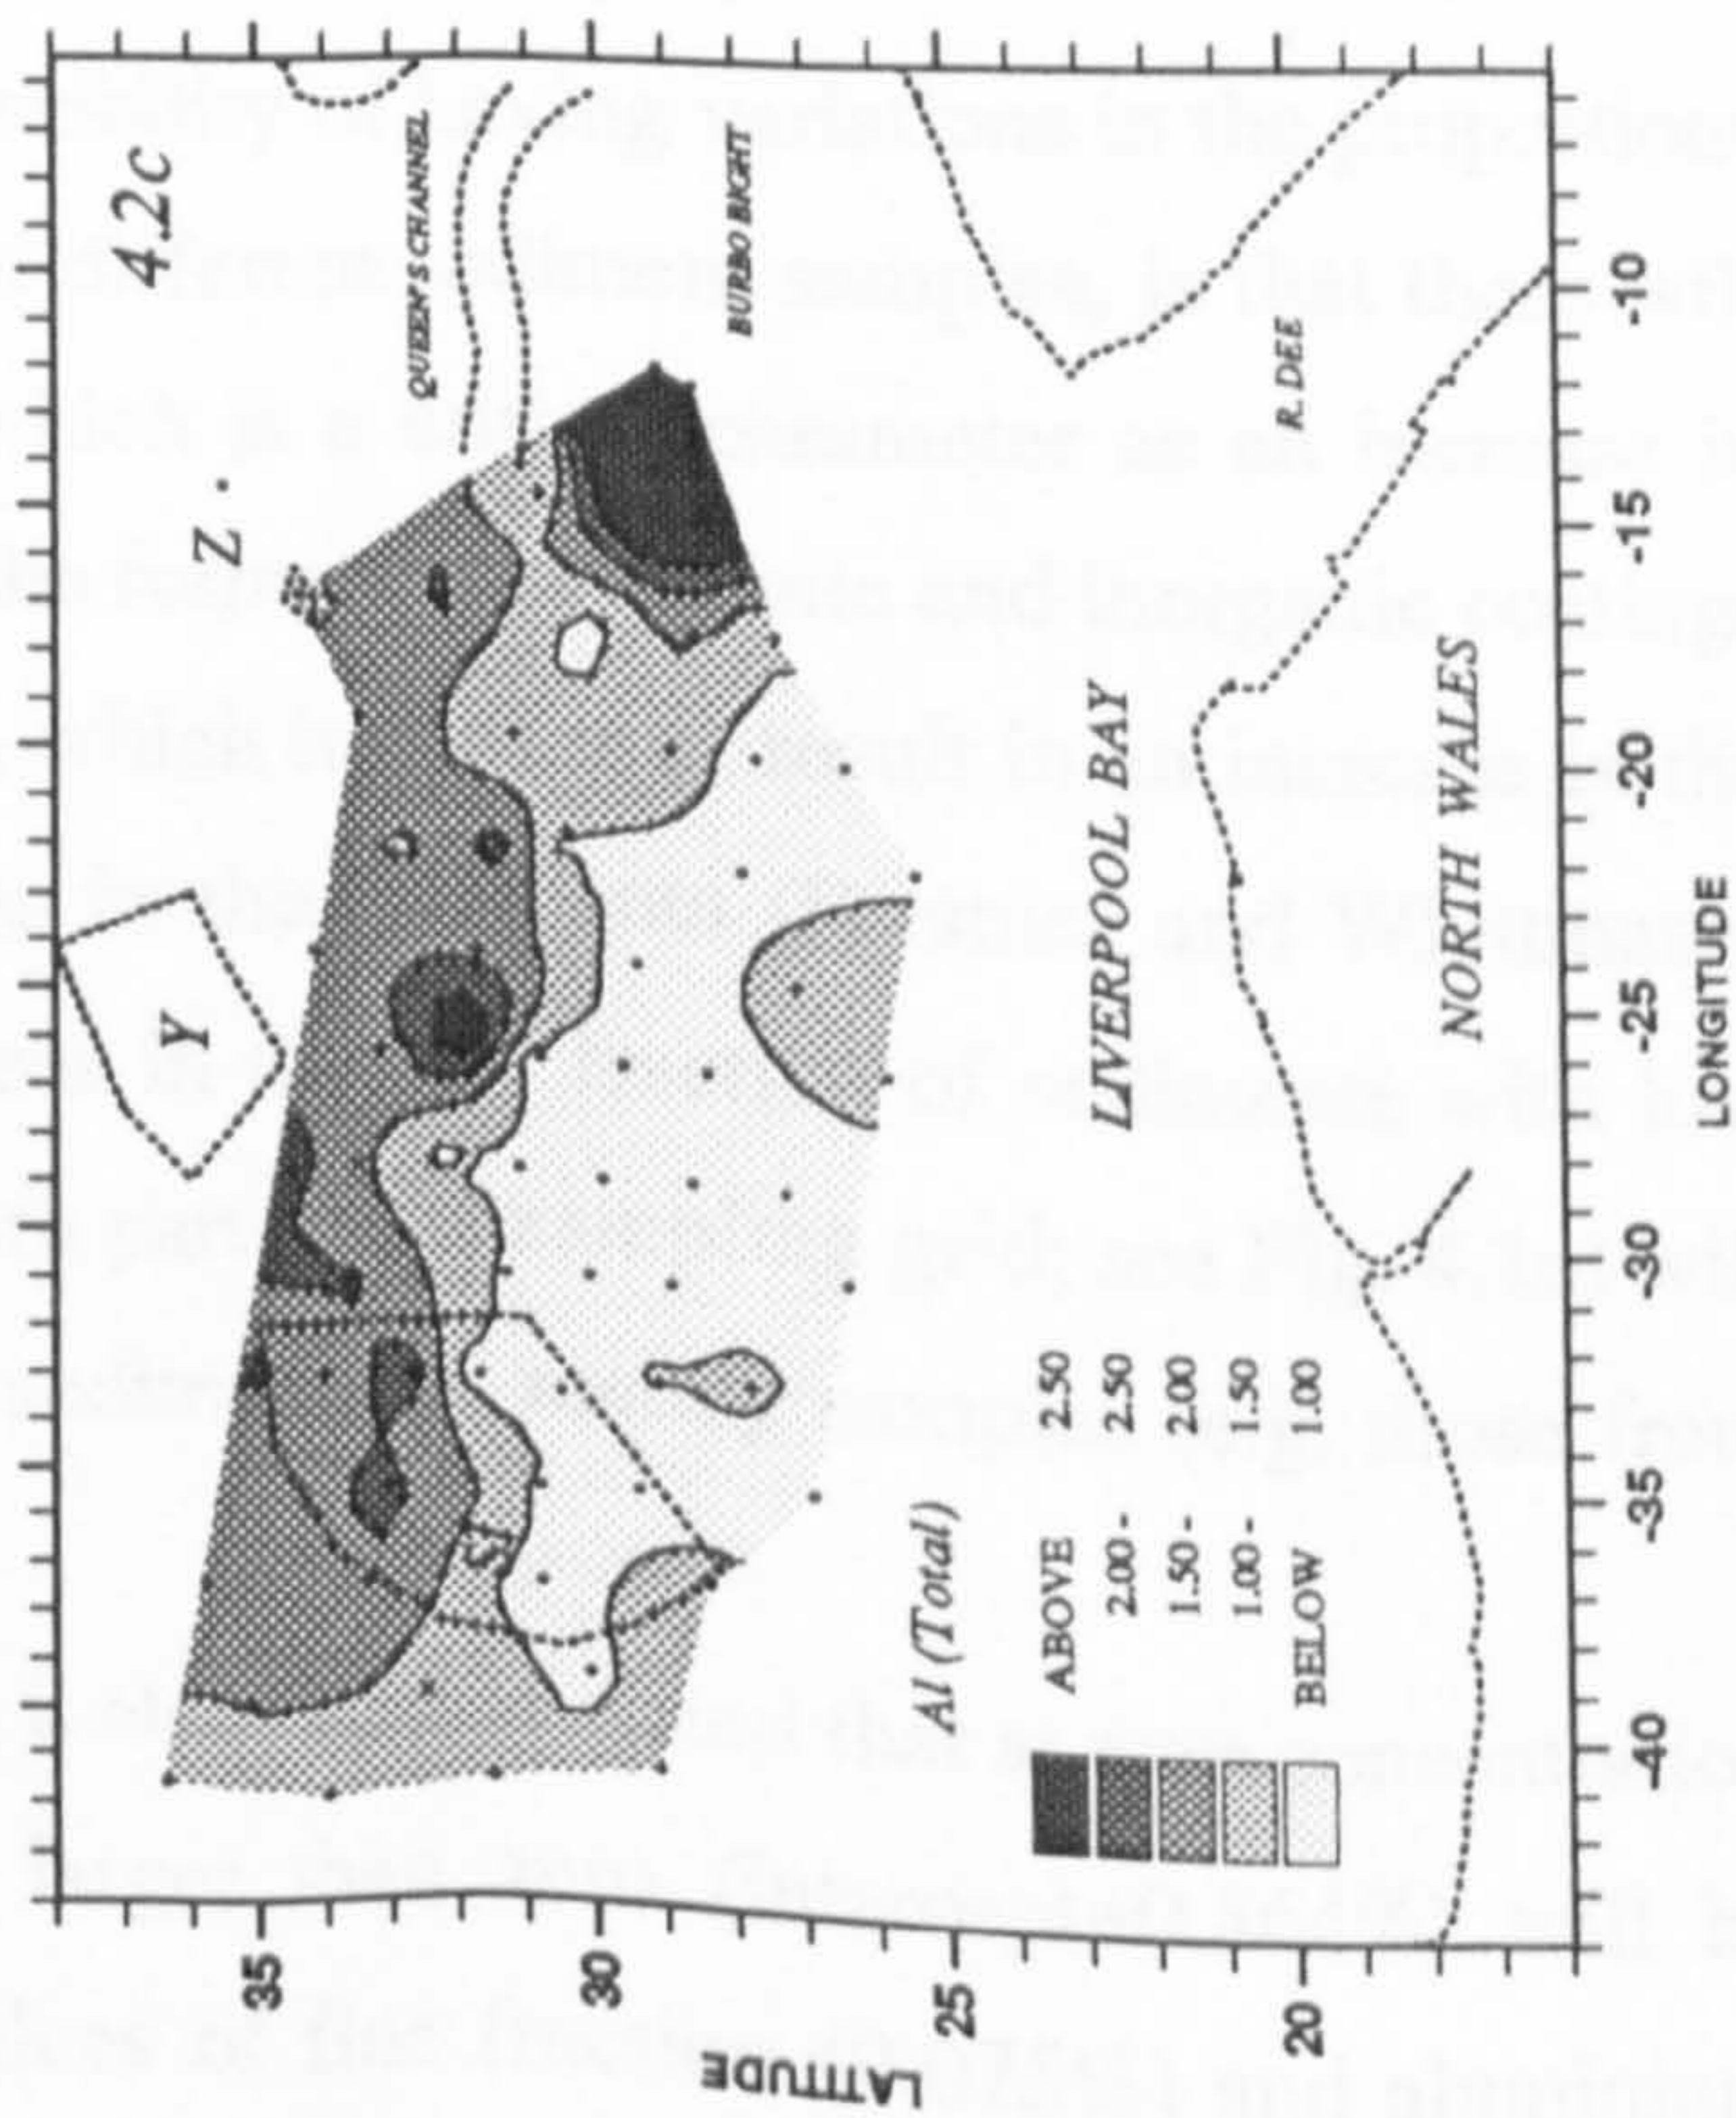 4.2c
Z
Y
QUEEN'S CHANNEL
BURBO BIGHT
R. DEE
LIVERPOOL BAY
NORTH WALES
SI
Al (Total)
ABOVE 2.50
2.00 - 2.50
1.50 - 2.00
1.00 - 1.50
BELOW 1.00
LATITUDE
35
30
25
20
-40
-35
-30
-25
-20
-15
-10
LONGITUDE